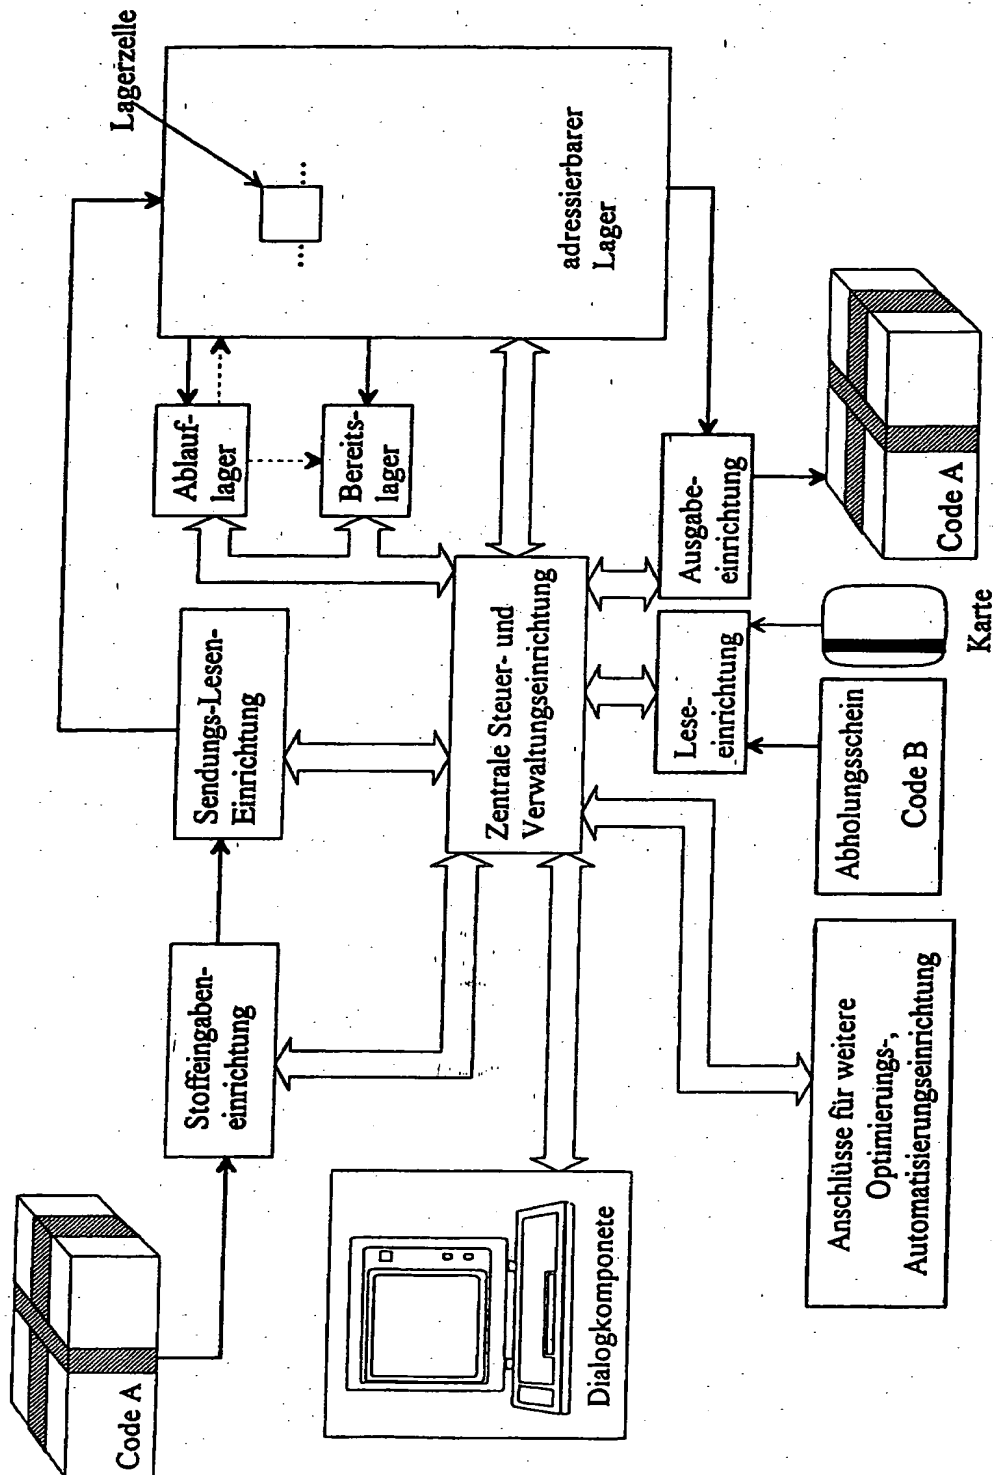 Code A
Stoffeingaben-
einrichtung
Sendungs-Lesen-
Einrichtung
Ablauf-
lager
Bereits-
lager
Lagerzelle
...
...
adressierbarer
Lager
Dialogkomponete
Zentrale Steuer- und
Verwaltungseinrichtung
Anschlüsse für weitere
Optimierungs-,
Automatisierungseinrichtung
Lese-
einrichtung
Ausgabe-
einrichtung
Abholungsschein
Code B
Karte
Code A